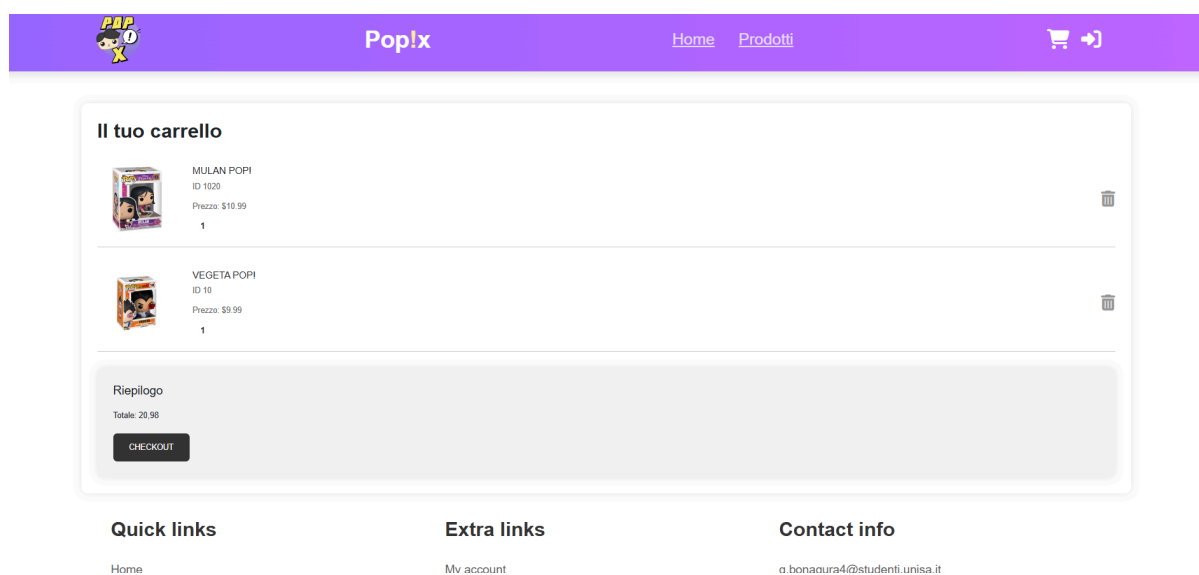 POP
!
X
Pop!x
Home Prodotti
Il tuo carrello
MULAN POP!
ID 1020
Prezzo: $10.99
1
VEGETA POP!
ID 10
Prezzo: $9.99
1
Riepilogo
Totale: 20,98
CHECKOUT
Quick links Extra links Contact info
Home My account g.bonagura4@studenti.unisa.it